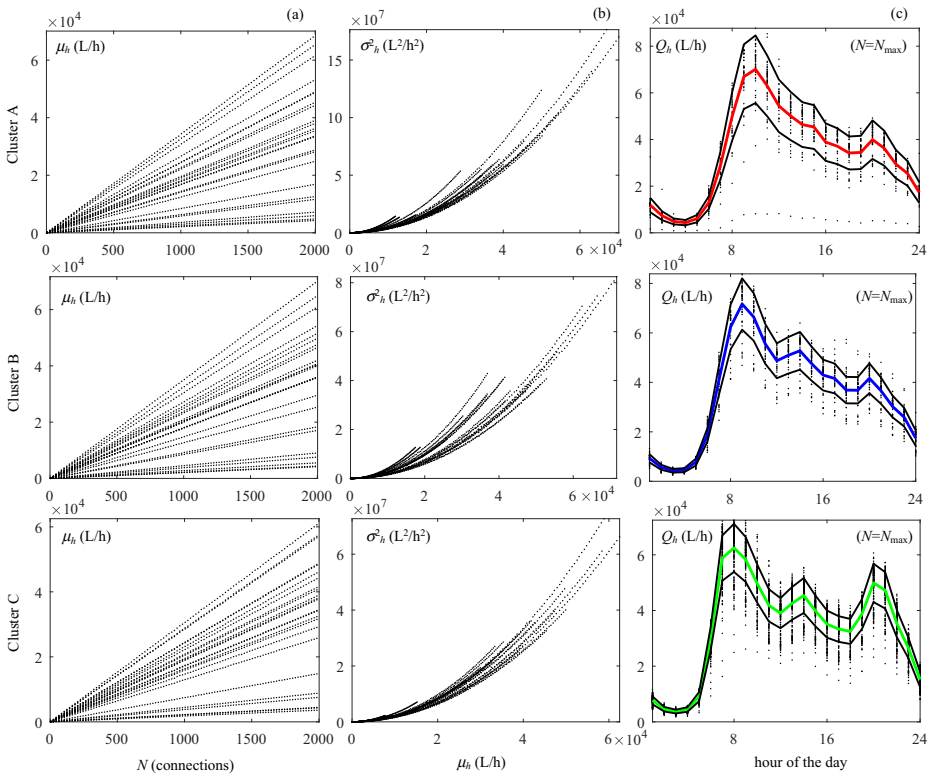 (a) (b) (c)
×10⁴ ×10⁷ ×10⁴
Cluster A
μh (L/h)
6
4
2
0
0 500 1000 1500 2000
σ²h (L²/h²)
15
10
5
0
0 2 4 6 ×10⁴
Qh (L/h) (N=Nmax)
8
6
4
2
0
8 16 24
×10⁴ ×10⁷ ×10⁴
Cluster B
μh (L/h)
6
4
2
0
0 500 1000 1500 2000
σ²h (L²/h²)
8
6
4
2
0
0 2 4 6 ×10⁴
Qh (L/h) (N=Nmax)
8
6
4
2
0
8 16 24
×10⁴ ×10⁷ ×10⁴
Cluster C
μh (L/h)
6
4
2
0
0 500 1000 1500 2000
σ²h (L²/h²)
6
4
2
0
0 2 4 6 ×10⁴
Qh (L/h) (N=Nmax)
6
4
2
0
8 16 24
N (connections) μh (L/h) hour of the day